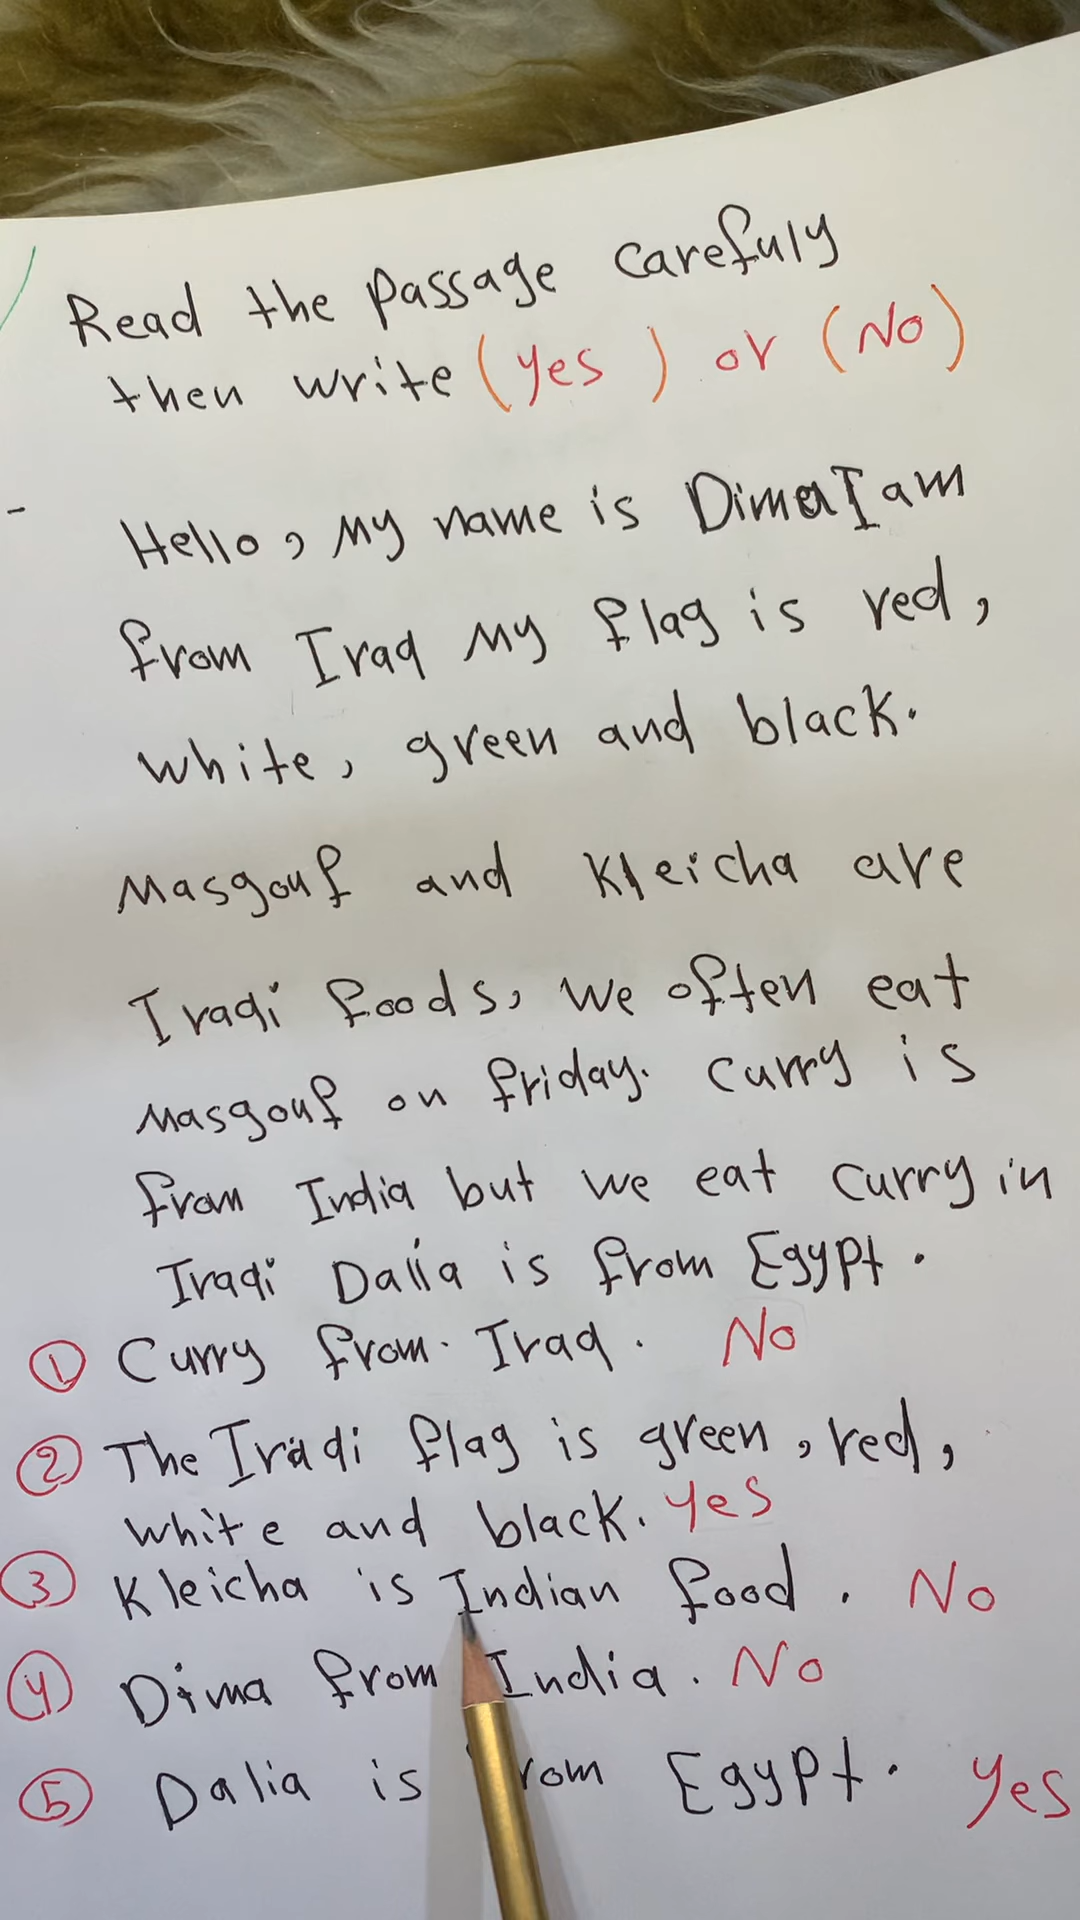 Read the passage carefuly
then write (yes) or (No)
Hello, My name is Dima I am
from Iraq My flag is red,
white, green and black.
Masgouf and Kleicha are
Iraqi foods, we often eat
Masgouf on friday. Curry is
from India but we eat curry in
Iraqi Dalia is from Egypt.
① Curry from. Iraq. No
② The Iraqi flag is green, red,
white and black. Yes
③ Kleicha is Indian food. No
④ Dima from India. No
⑤ Dalia is from Egypt. Yes